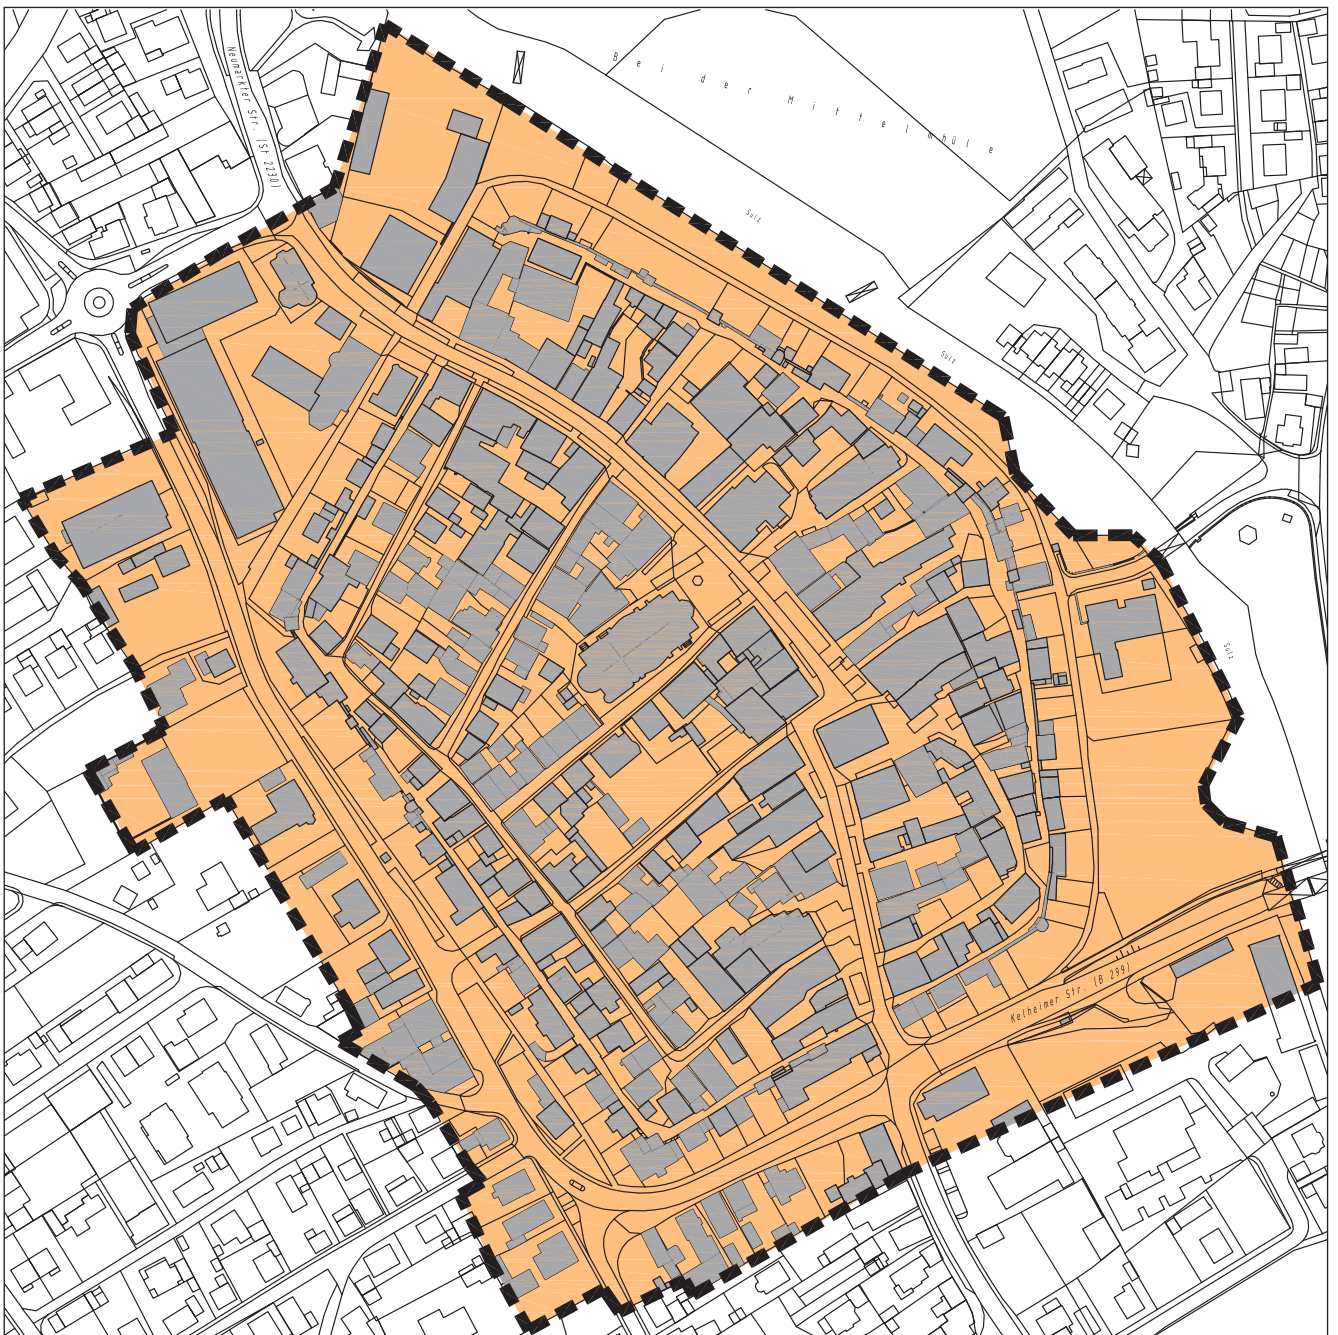 Neumarkter Str. (St 2230)
Bei der Mittelmühle
Sulz
Sulz
Sulz
Kelheimer Str. (B 299)